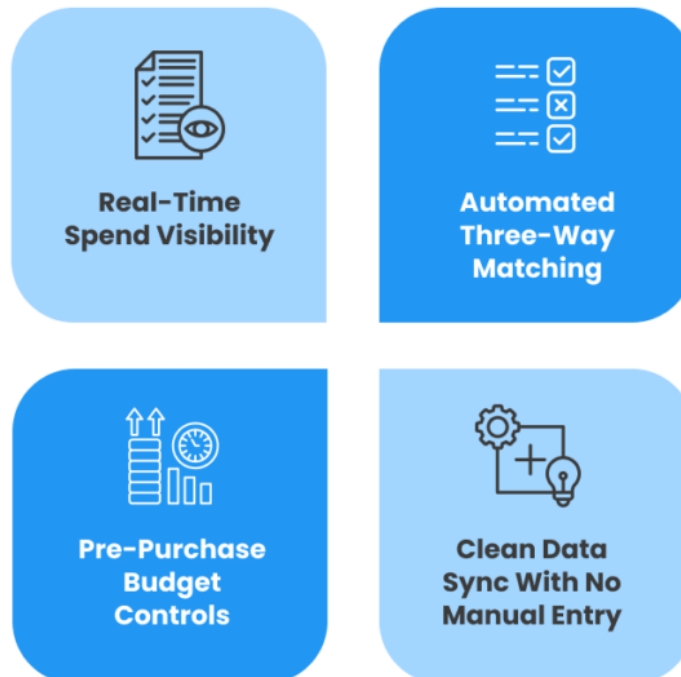 Real-Time
Spend Visibility
Automated
Three-Way
Matching
Pre-Purchase
Budget
Controls
Clean Data
Sync With No
Manual Entry